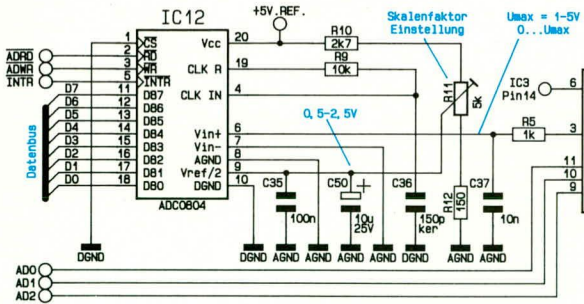 IC12
+5V.REF.
Skalenfaktor
Einstellung
Umax = 1-5V
0...Umax
ADRD
ADWR
INTR
1
2
3
5
11
12
13
14
15
16
17
18
CS
RD
WR
INTR
DB7
DB6
DB5
DB4
DB3
DB2
DB1
DB0
Vcc
CLK R
CLK IN
Vin+
Vin-
AGND
Vref/2
DGND
20
19
4
6
7
8
9
10
ADC0804
D7
D6
D5
D4
D3
D2
D1
D0
Datenbus
R10
2k7
R9
10k
R11
5k
IC3
Pin14
6
R5
1k
3
0,5-2,5V
11
10
9
C35
100n
C50
10u
25V
C36
150p
ker
R12
150
C37
10n
DGND
DGND
AGND
AGND
AGND
AGND
DGND
AGND
AGND
AD0
AD1
AD2